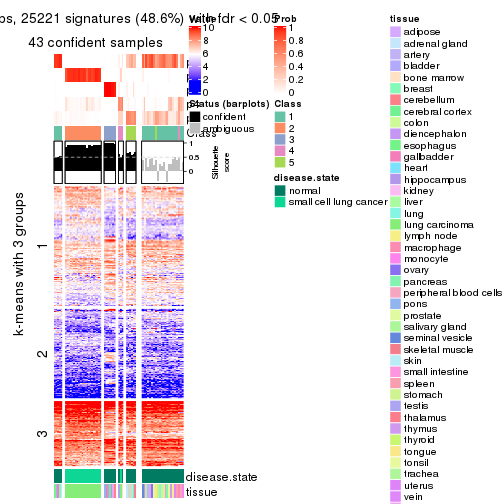 ps, 25221 signatures (48.6%) with fdr < 0.05
43 confident samples
k-means with 3 groups
1
2
3
Class
1
0.5
0
Silhouette
score
disease.state
tissue
Value
10
8
6
4
2
0
Status (barplots)
confident
ambiguous
Prob
1
0.8
0.6
0.4
0.2
0
Class
1
2
3
4
5
disease.state
normal
small cell lung cancer
tissue
adipose
adrenal gland
artery
bladder
bone marrow
breast
cerebellum
cerebral cortex
colon
diencephalon
esophagus
gallbladder
heart
hippocampus
kidney
liver
lung
lung carcinoma
lymph node
macrophage
monocyte
ovary
pancreas
peripheral blood cells
pons
prostate
salivary gland
seminal vesicle
skeletal muscle
skin
small intestine
spleen
stomach
testis
thalamus
thymus
thyroid
tongue
tonsil
trachea
uterus
vein